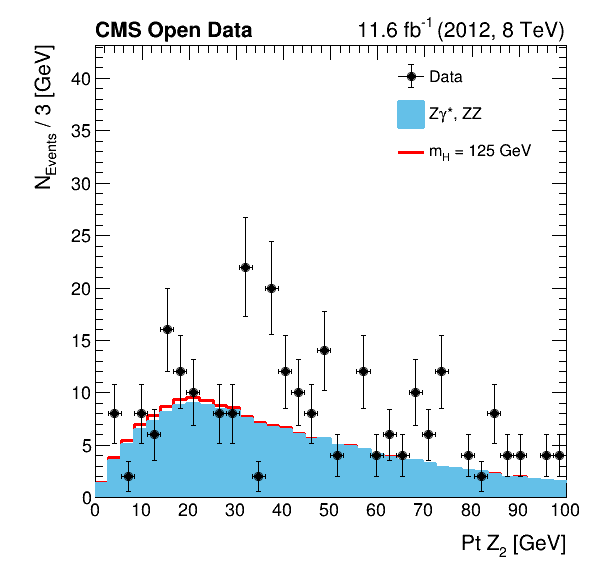 CMS Open Data
11.6 fb⁻¹ (2012, 8 TeV)
N_Events / 3 [GeV]
Data
Zγ*, ZZ
m_H = 125 GeV
40
35
30
25
20
15
10
5
0
0 10 20 30 40 50 60 70 80 90 100
Pt Z₂ [GeV]